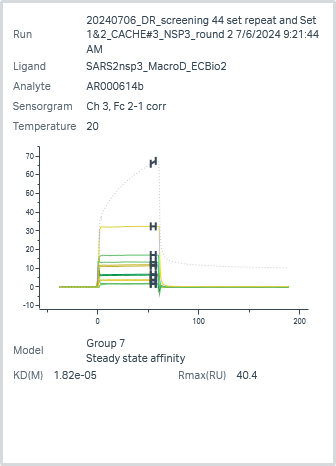 Run 20240706_DR_screening 44 set repeat and Set
1&2_CACHE#3_NSP3_round 2 7/6/2024 9:21:44
AM
Ligand SARS2nsp3_MacroD_ECBio2
Analyte AR000614b
Sensorgram Ch 3, Fc 2-1 corr
Temperature 20
70
60
50
40
30
20
10
0
-10
0 100 200
Model Group 7
Steady state affinity
KD(M) 1.82e-05 Rmax(RU) 40.4